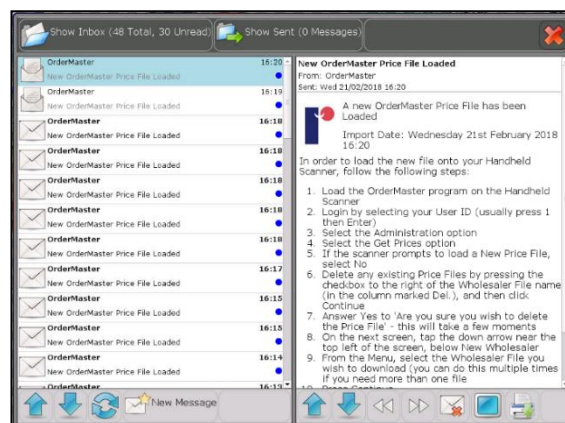 Show Inbox (48 Total, 30 Unread) Show Sent (0 Messages)
OrderMaster 16:20
New OrderMaster Price File Loaded
OrderMaster 16:19
New OrderMaster Price File Loaded
OrderMaster 16:18
New OrderMaster Price File Loaded
OrderMaster 16:18
New OrderMaster Price File Loaded
OrderMaster 16:18
New OrderMaster Price File Loaded
OrderMaster 16:18
New OrderMaster Price File Loaded
OrderMaster 16:18
New OrderMaster Price File Loaded
OrderMaster 16:17
New OrderMaster Price File Loaded
OrderMaster 16:15
New OrderMaster Price File Loaded
OrderMaster 16:15
New OrderMaster Price File Loaded
OrderMaster 16:14
New OrderMaster Price File Loaded
OrderMaster 16:13
New Message
New OrderMaster Price File Loaded
From: OrderMaster
Sent: Wed 21/02/2018 16:20
A new OrderMaster Price File has been
Loaded
Import Date: Wednesday 21st February 2018
16:20
In order to load the new file onto your Handheld
Scanner, follow the following steps:
1. Load the OrderMaster program on the Handheld
Scanner
2. Login by selecting your User ID (usually press 1
then Enter)
3. Select the Administration option
4. Select the Get Prices option
5. If the scanner prompts to load a New Price File,
select No
6. Delete any existing Price Files by pressing the
checkbox to the right of the Wholesaler File name
(in the column marked Del.), and then click
Continue
7. Answer Yes to 'Are you sure you wish to delete
the Price File' - this will take a few moments
8. On the next screen, tap the down arrow near the
top left of the screen, below New Wholesaler
9. From the Menu, select the Wholesaler File you
wish to download (you can do this multiple times
if you need more than one file
10. Press Continue